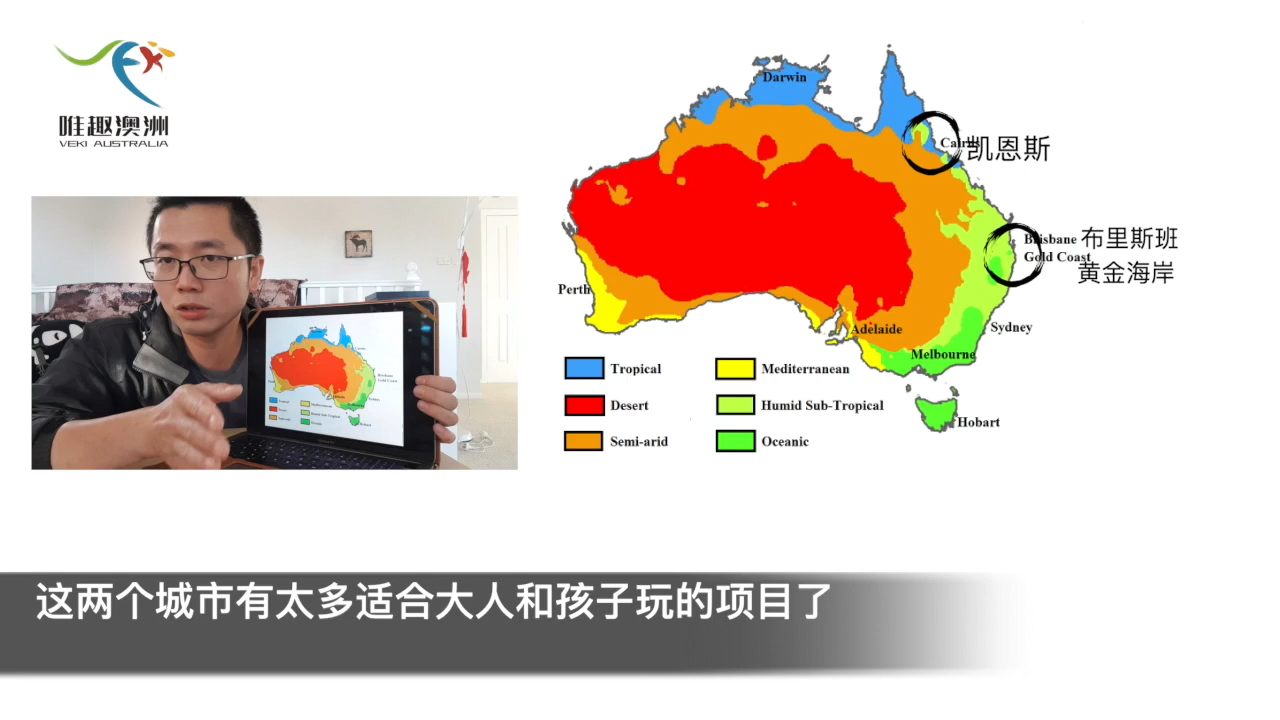 唯趣澳洲
VEKI AUSTRALIA
Darwin
Cairns
凯恩斯
Brisbane
布里斯班
Gold Coast
黄金海岸
Perth
Adelaide
Sydney
Melbourne
Hobart
Tropical
Mediterranean
Desert
Humid Sub-Tropical
Semi-arid
Oceanic
这两个城市有太多适合大人和孩子玩的项目了